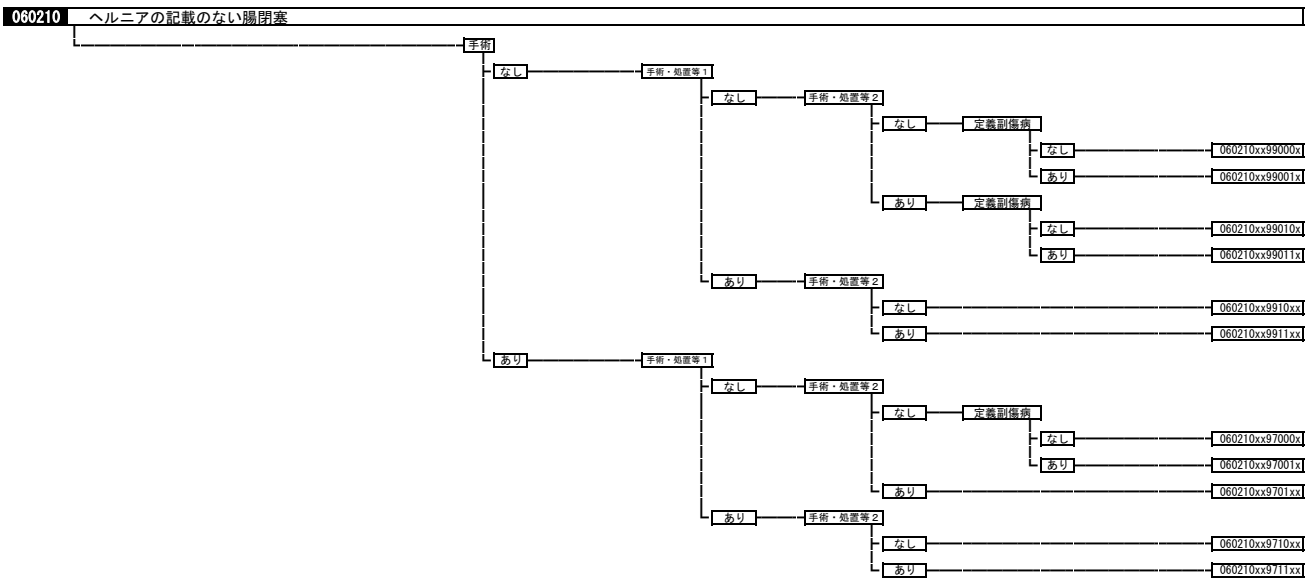 060210 ヘルニアの記載のない腸閉塞
手術
なし 手術・処置等1
なし 手術・処置等2
なし 定義副傷病
なし 060210xx99000x
あり 060210xx99001x
あり 定義副傷病
なし 060210xx99010x
あり 060210xx99011x
あり 手術・処置等2
なし 060210xx9910xx
あり 060210xx9911xx
あり 手術・処置等1
なし 手術・処置等2
なし 定義副傷病
なし 060210xx97000x
あり 060210xx97001x
あり 060210xx9701xx
あり 手術・処置等2
なし 060210xx9710xx
あり 060210xx9711xx